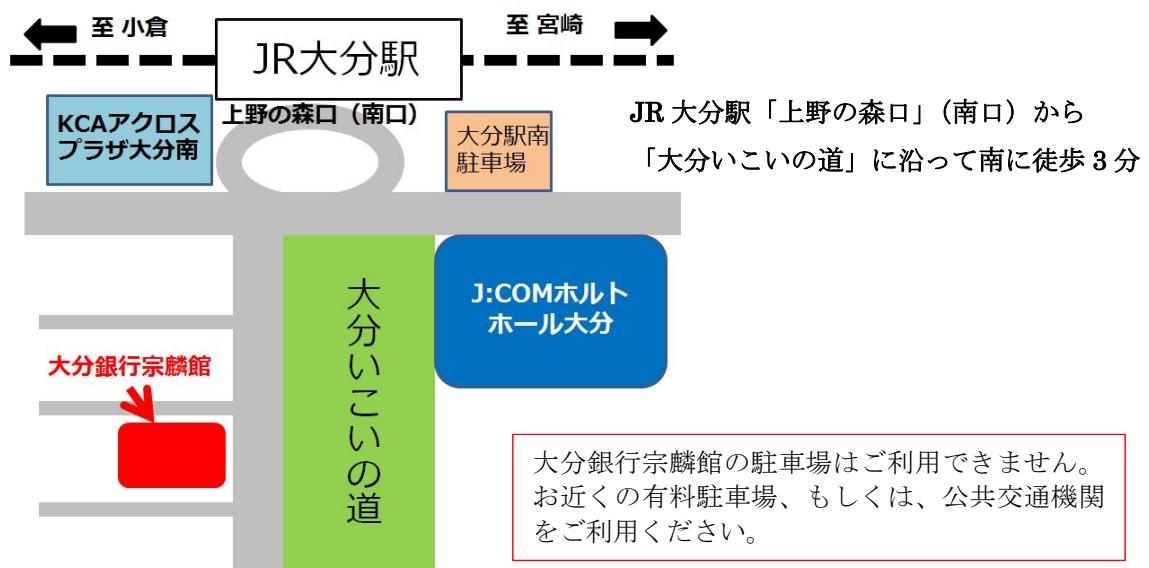 至 小倉
至 宮崎
JR大分駅
上野の森口（南口）
KCAアクロス
プラザ大分南
大分駅南
駐車場
JR 大分駅「上野の森口」（南口）から
「大分いこいの道」に沿って南に徒歩 3 分
大分いこいの道
J:COMホルト
ホール大分
大分銀行宗麟館
大分銀行宗麟館の駐車場はご利用できません。
お近くの有料駐車場、もしくは、公共交通機関
をご利用ください。